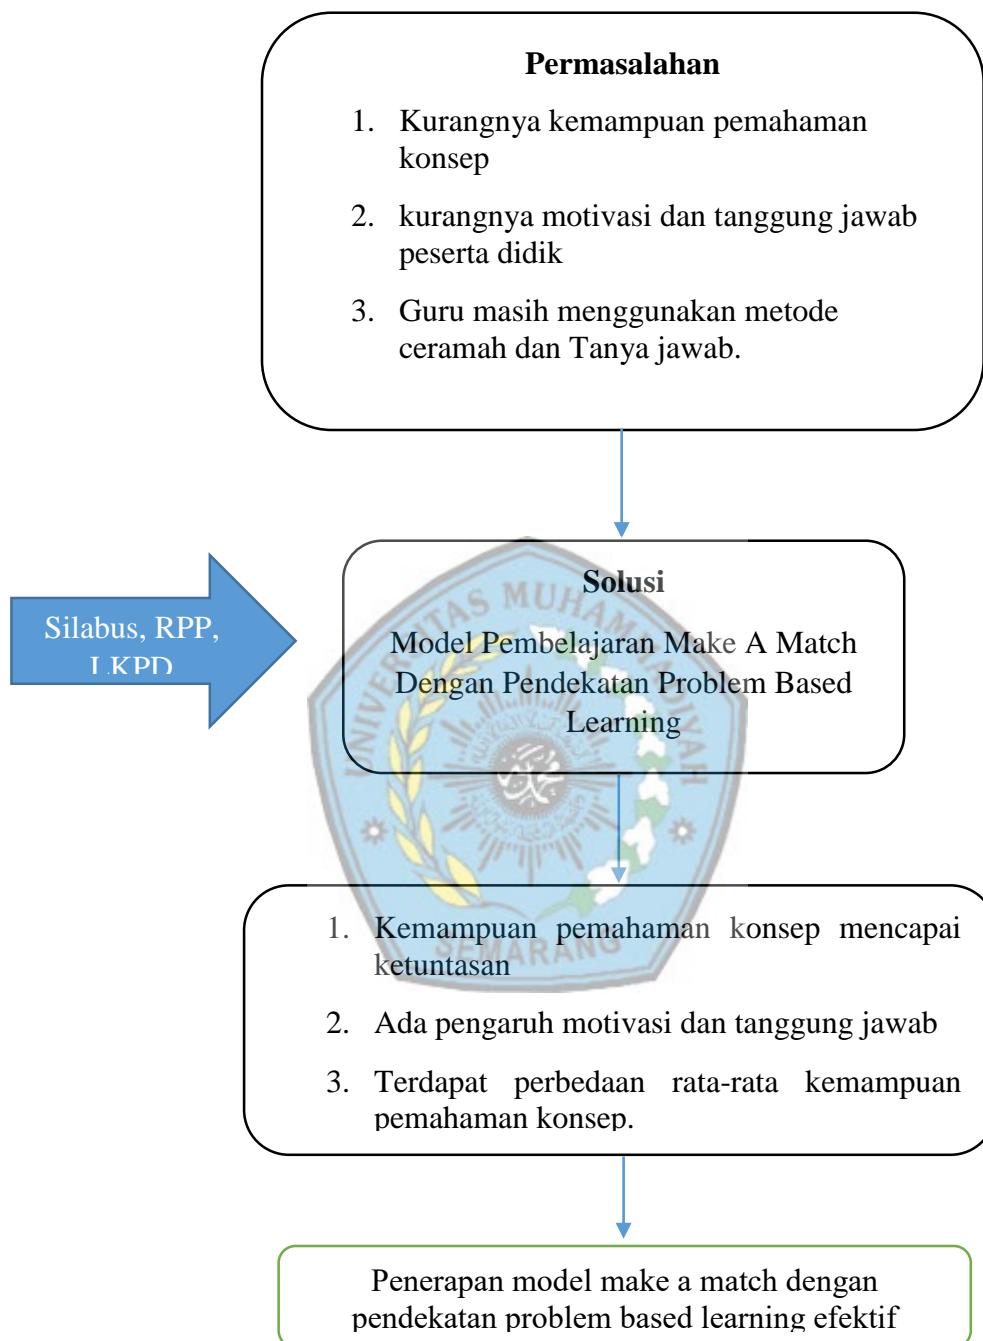 Permasalahan
1. Kurangnya kemampuan pemahaman
konsep
2. kurangnya motivasi dan tanggung jawab
peserta didik
3. Guru masih menggunakan metode
ceramah dan Tanya jawab.
Silabus, RPP,
LKPD
Solusi
Model Pembelajaran Make A Match
Dengan Pendekatan Problem Based
Learning
UNIVERSITAS MUHAMMADIYAH
SEMARANG
1. Kemampuan pemahaman konsep mencapai
ketuntasan
2. Ada pengaruh motivasi dan tanggung jawab
3. Terdapat perbedaan rata-rata kemampuan
pemahaman konsep.
Penerapan model make a match dengan
pendekatan problem based learning efektif